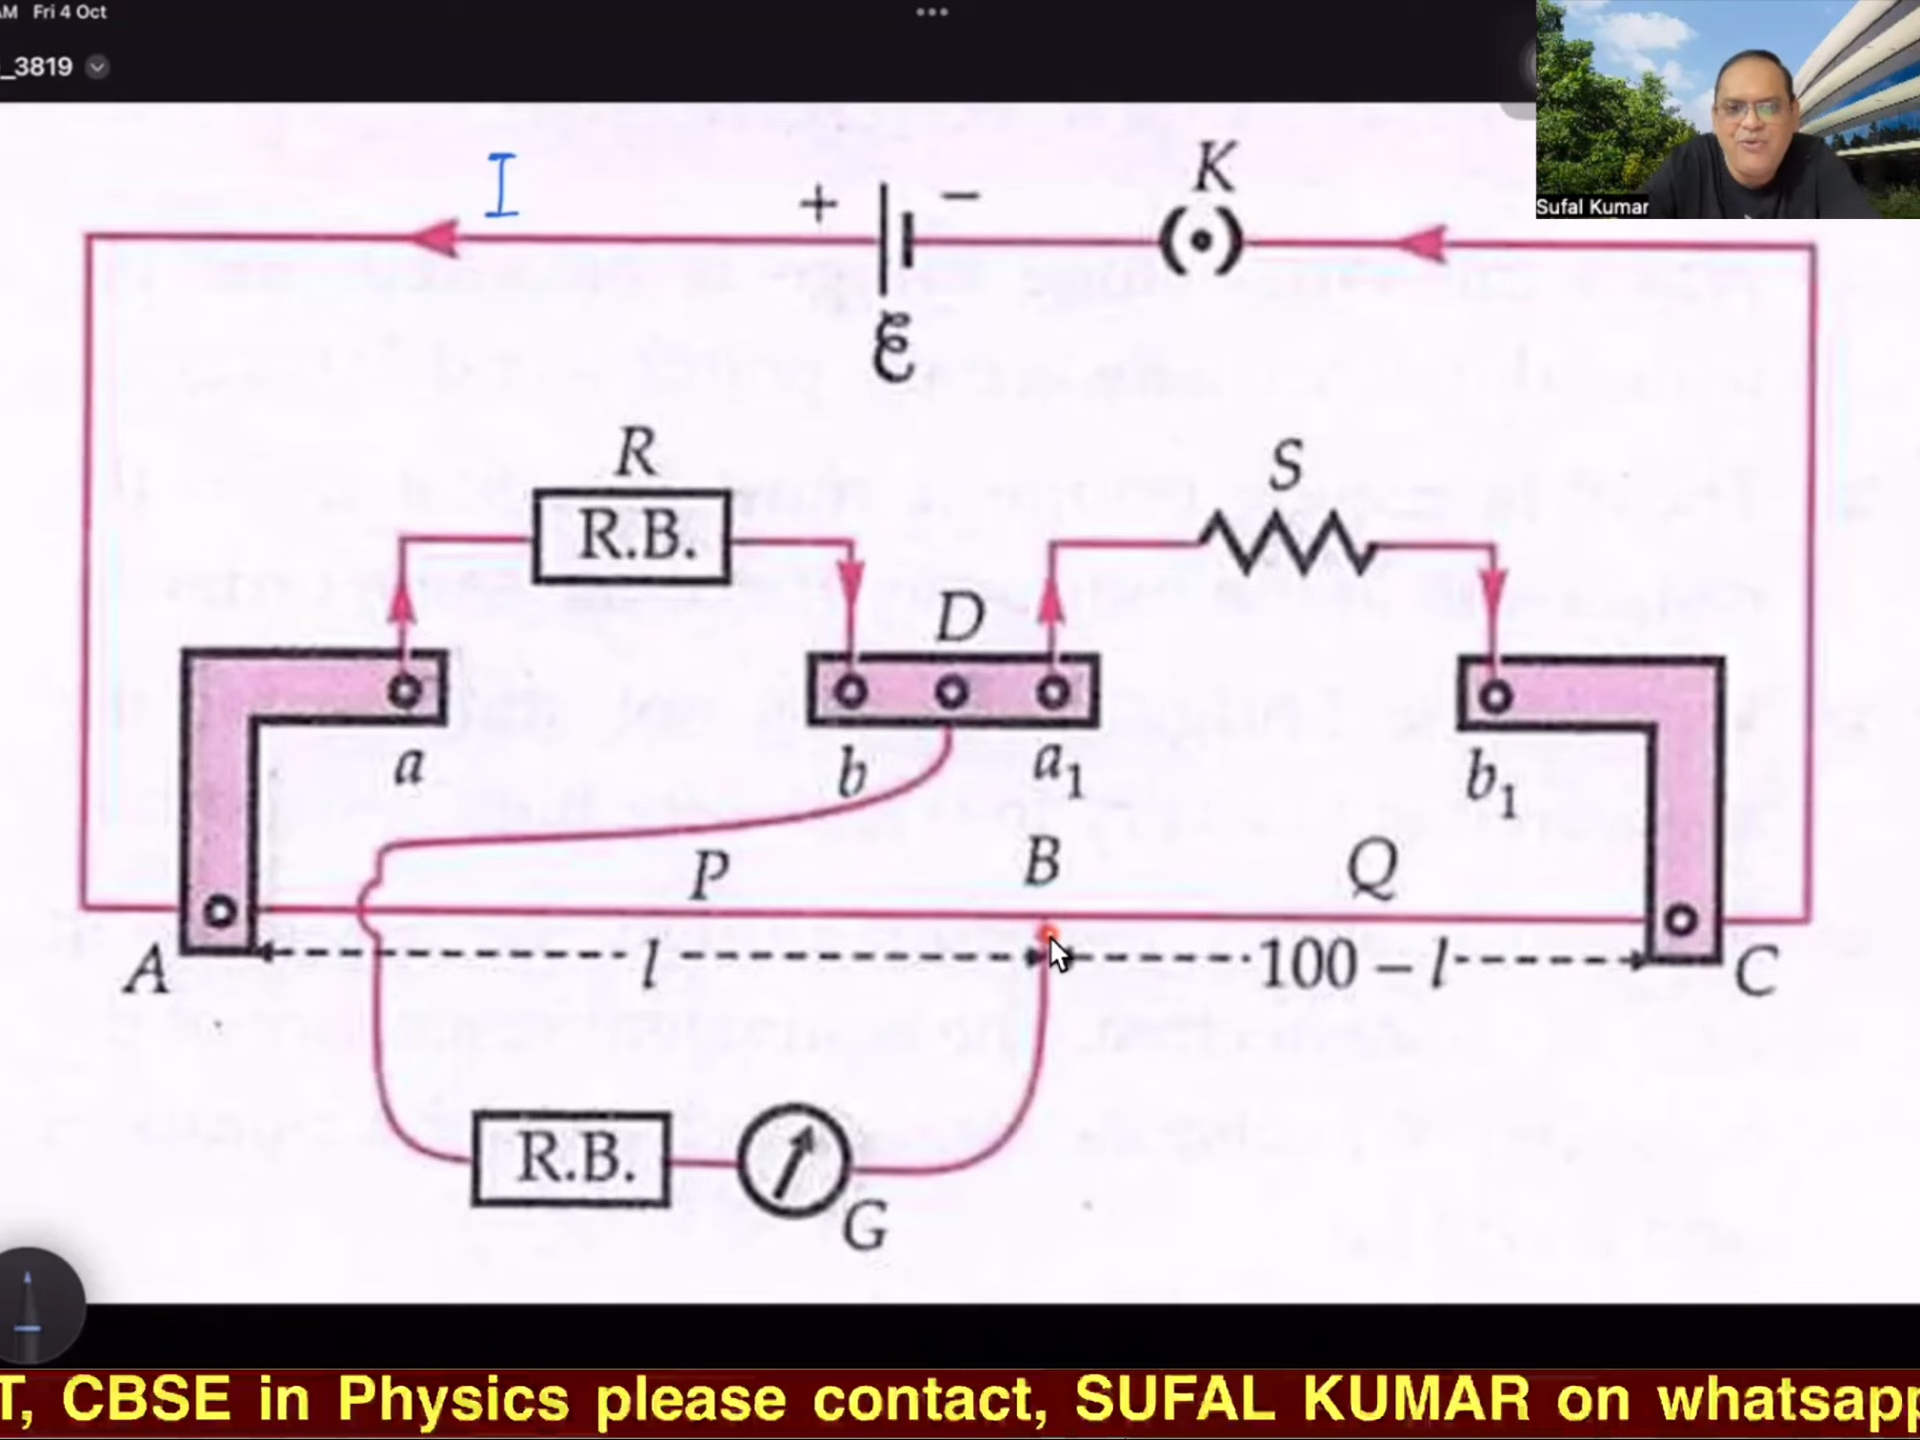 AM Fri 4 Oct
_3819
Sufal Kumar
I
+
−
K
ℰ
R
R.B.
S
D
a
b
a₁
b₁
P
B
Q
A
l
100 − l
C
R.B.
G
T, CBSE in Physics please contact, SUFAL KUMAR on whatsapp